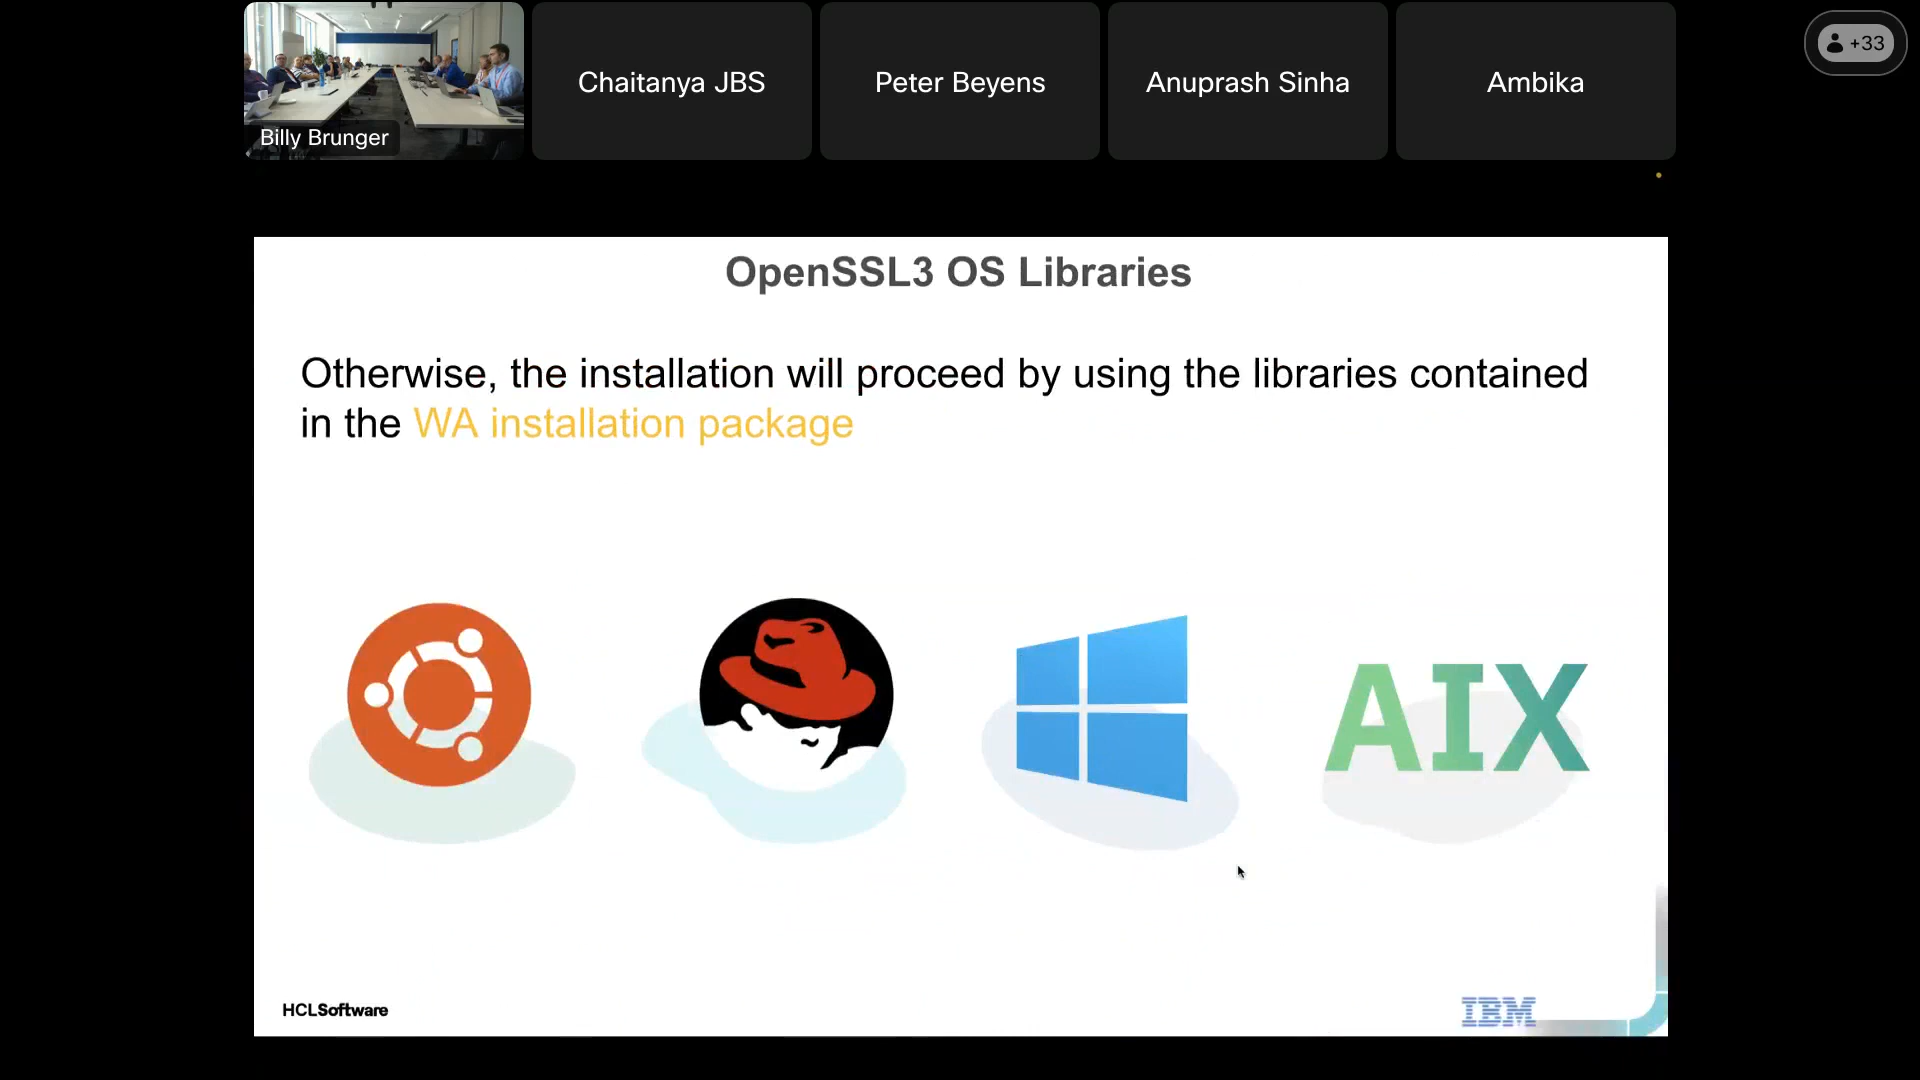 Chaitanya JBS
Peter Beyens
Anuprash Sinha
Ambika
+33
Billy Brunger
OpenSSL3 OS Libraries
Otherwise, the installation will proceed by using the libraries contained
in the WA installation package
AIX
HCLSoftware
IBM